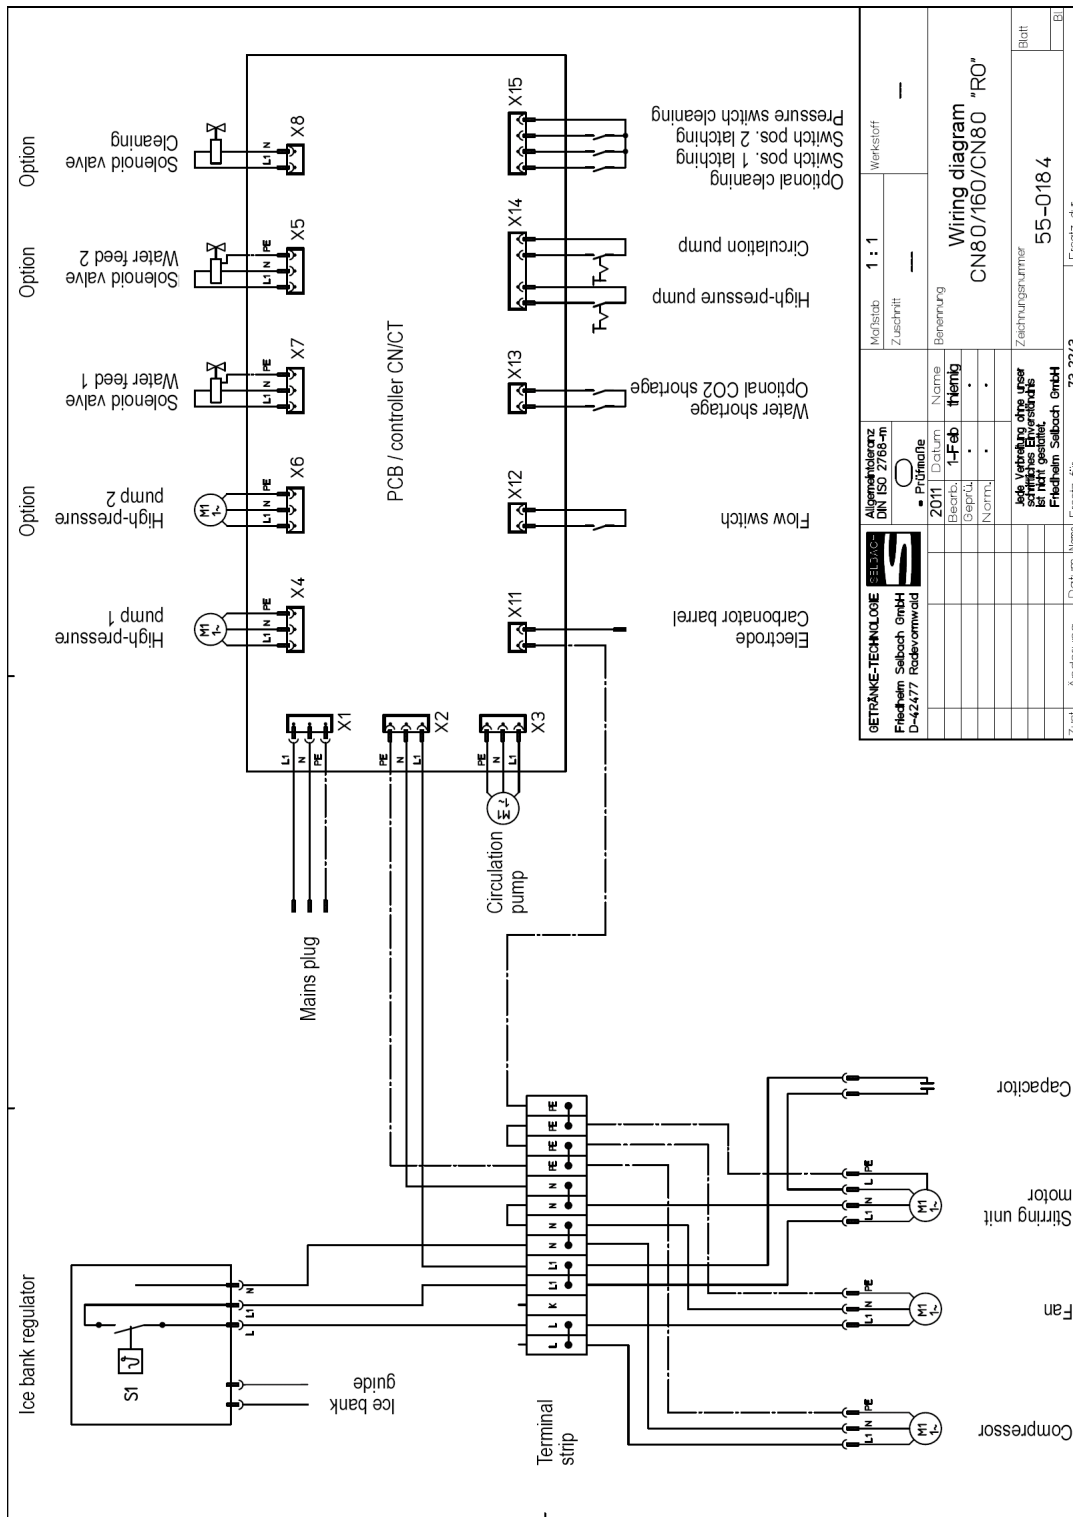 Option
Solenoid valve
Cleaning
L1 N
X8
Option
Solenoid valve
Water feed 2
L1 N PE
X5
Solenoid valve
Water feed 1
L1 N PE
X7
Option
High-pressure
pump 2
M1
1~
L1 N PE
X6
High-pressure
pump 1
M1
1~
L1 N PE
X4
PCB / controller CN/CT
X15
Optional cleaning
Switch pos. 1 latching
Switch pos. 2 latching
Pressure switch cleaning
X14
Circulation pump
High-pressure pump
X13
Water shortage
Optional CO2 shortage
X12
Flow switch
X11
Electrode
Carbonator barrel
X1
L1
N
PE
Mains plug
X2
PE
N
L1
X3
PE
N
L1
M1
1~
Circulation
pump
Ice bank regulator
S1
N
L1
L
Ice bank
guide
Terminal
strip
PE
PE
PE
PE
N
N
N
N
L1
L1
K
L
L
Capacitor
Stirring unit
motor
L1 N L PE
M1
1~
Fan
L1 N PE
M1
1~
Compressor
L1 N PE
M1
1~
GETRÄNKE-TECHNOLOGIE
SELBACH
Friedhelm Selbach GmbH
D-42477 Radevormwald
Allgemeintoleranz
DIN ISO 2768-m
• Prüfmaße
Maßstab 1 : 1
Werkstoff —
Zuschnitt —
2011 Datum Name
Bearb. 1-Feb thiemig
Geprü. . .
Norm. . .
Benennung
Wiring diagram
CN80/160/CN80 "RO"
Jede Verbreitung ohne unser
schriftliches Einverständnis
ist nicht gestattet.
Friedhelm Selbach GmbH
Zeichnungsnummer
55-0184
Blatt
Bl